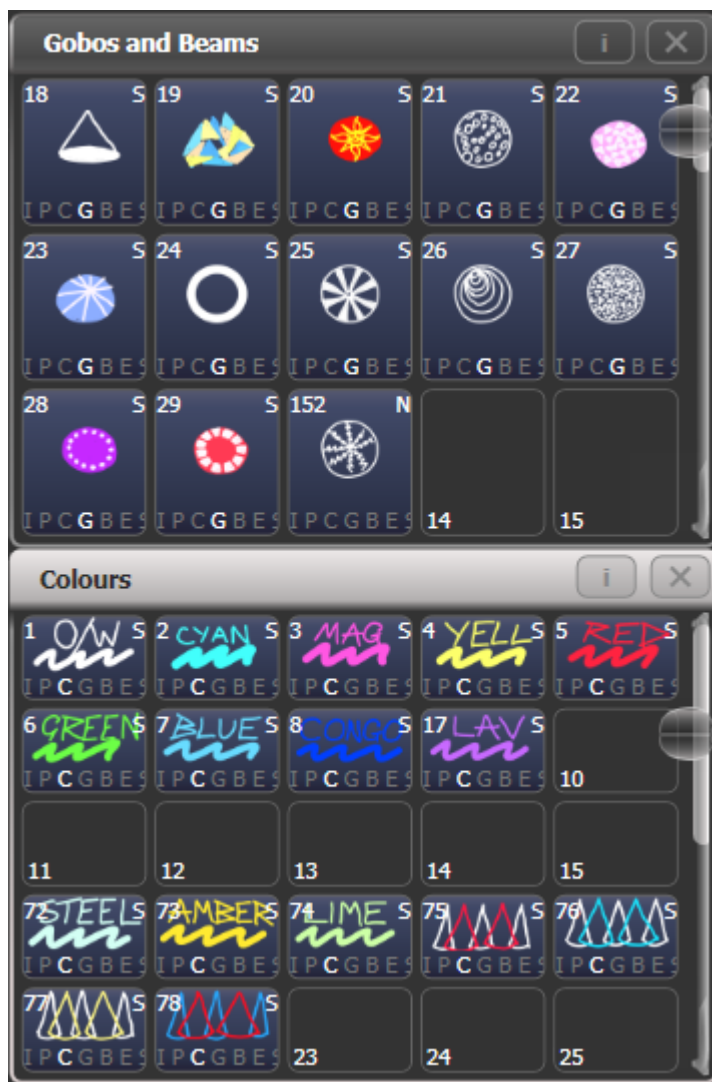 Gobos and Beams i
18 S 19 S 20 S 21 S 22 S
IPCGBES IPCGBES IPCGBES IPCGBES IPCGBES
23 S 24 S 25 S 26 S 27 S
IPCGBES IPCGBES IPCGBES IPCGBES IPCGBES
28 S 29 S 152 N
IPCGBES IPCGBES IPCGBES 14 15
Colours i
1 O/W S 2 CYAN S 3 MAG S 4 YELL S 5 RED S
IPCGBES IPCGBES IPCGBES IPCGBES IPCGBES
6 GREEN S 7 BLUE S 8 CONGO S 17 LAV S
IPCGBES IPCGBES IPCGBES IPCGBES 10
11 12 13 14 15
72 STEEL S 73 AMBER S 74 LIME S 75 S 76 S
IPCGBES IPCGBES IPCGBES IPCGBES IPCGBES
77 S 78 S
IPCGBES IPCGBES 23 24 25